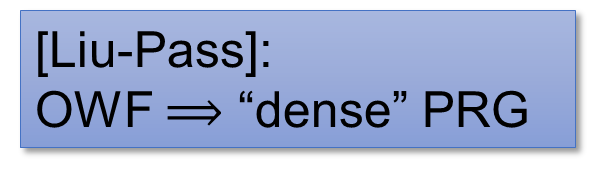 [Liu-Pass]:
OWF ⟹ “dense” PRG